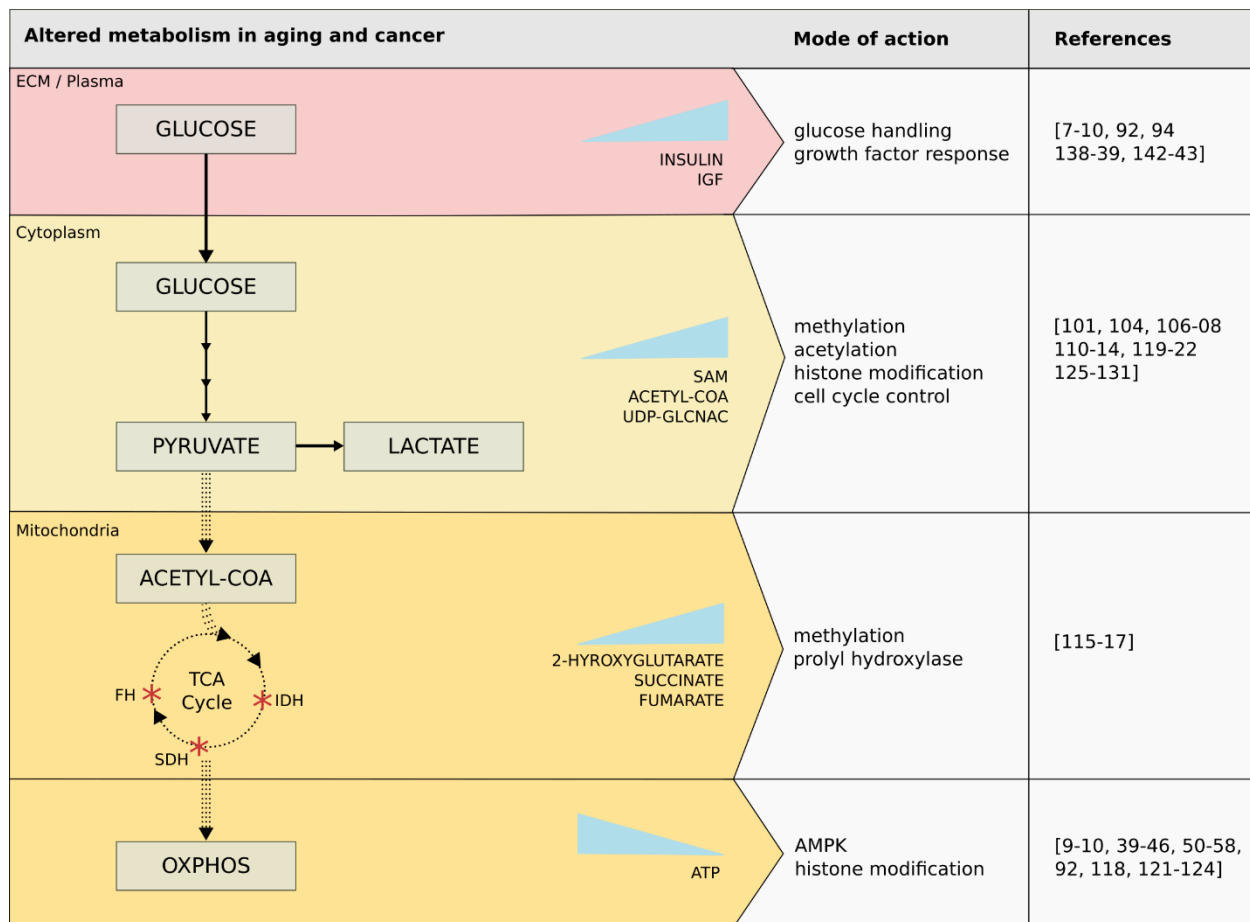 Altered metabolism in aging and cancer
Mode of action
References
ECM / Plasma
GLUCOSE
INSULIN
IGF
glucose handling
growth factor response
[7-10, 92, 94
138-39, 142-43]
Cytoplasm
GLUCOSE
PYRUVATE
LACTATE
SAM
ACETYL-COA
UDP-GLCNAC
methylation
acetylation
histone modification
cell cycle control
[101, 104, 106-08
110-14, 119-22
125-131]
Mitochondria
ACETYL-COA
TCA
Cycle
FH
IDH
SDH
2-HYROXYGLUTARATE
SUCCINATE
FUMARATE
methylation
prolyl hydroxylase
[115-17]
OXPHOS
ATP
AMPK
histone modification
[9-10, 39-46, 50-58,
92, 118, 121-124]